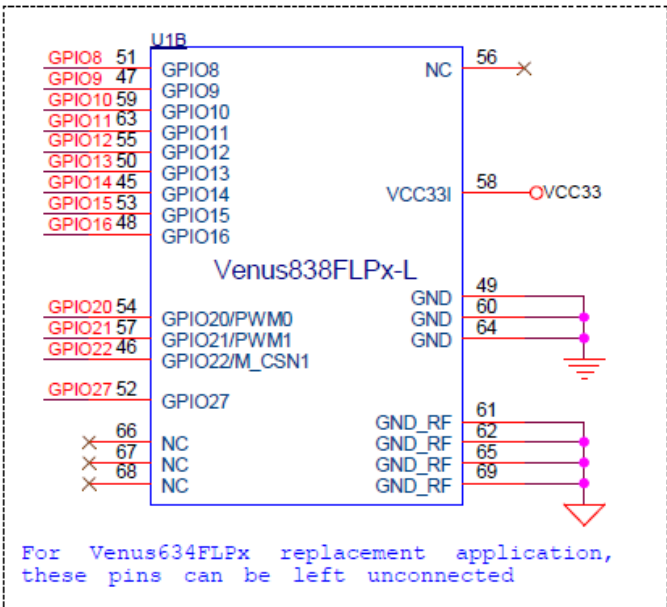 U1B
GPIO8 51 GPIO8 NC 56
GPIO9 47 GPIO9
GPIO10 59 GPIO10
GPIO11 63 GPIO11
GPIO12 55 GPIO12
GPIO13 50 GPIO13
GPIO14 45 GPIO14 VCC33I 58 VCC33
GPIO15 53 GPIO15
GPIO16 48 GPIO16
Venus838FLPx-L
GND 49
GPIO20 54 GPIO20/PWM0 GND 60
GPIO21 57 GPIO21/PWM1 GND 64
GPIO22 46 GPIO22/M_CSN1
GPIO27 52 GPIO27
GND_RF 61
66 NC GND_RF 62
67 NC GND_RF 65
68 NC GND_RF 69
For Venus634FLPx replacement application,
these pins can be left unconnected